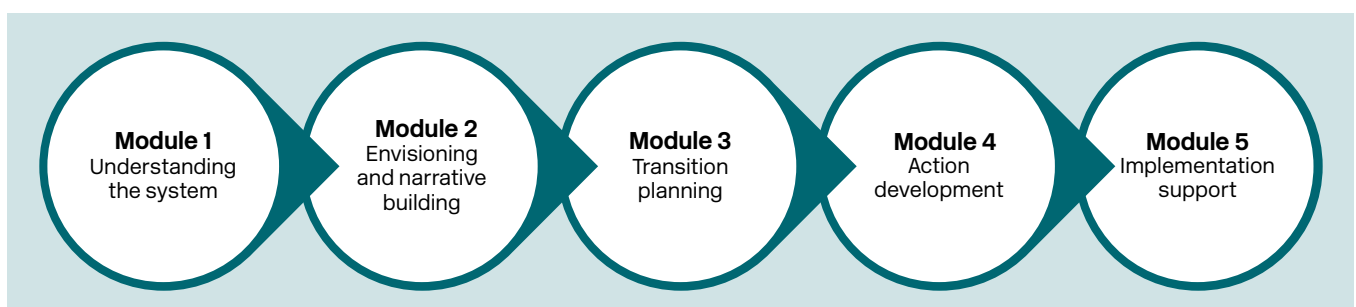 Module 1
Understanding
the system
Module 2
Envisioning
and narrative
building
Module 3
Transition
planning
Module 4
Action
development
Module 5
Implementation
support